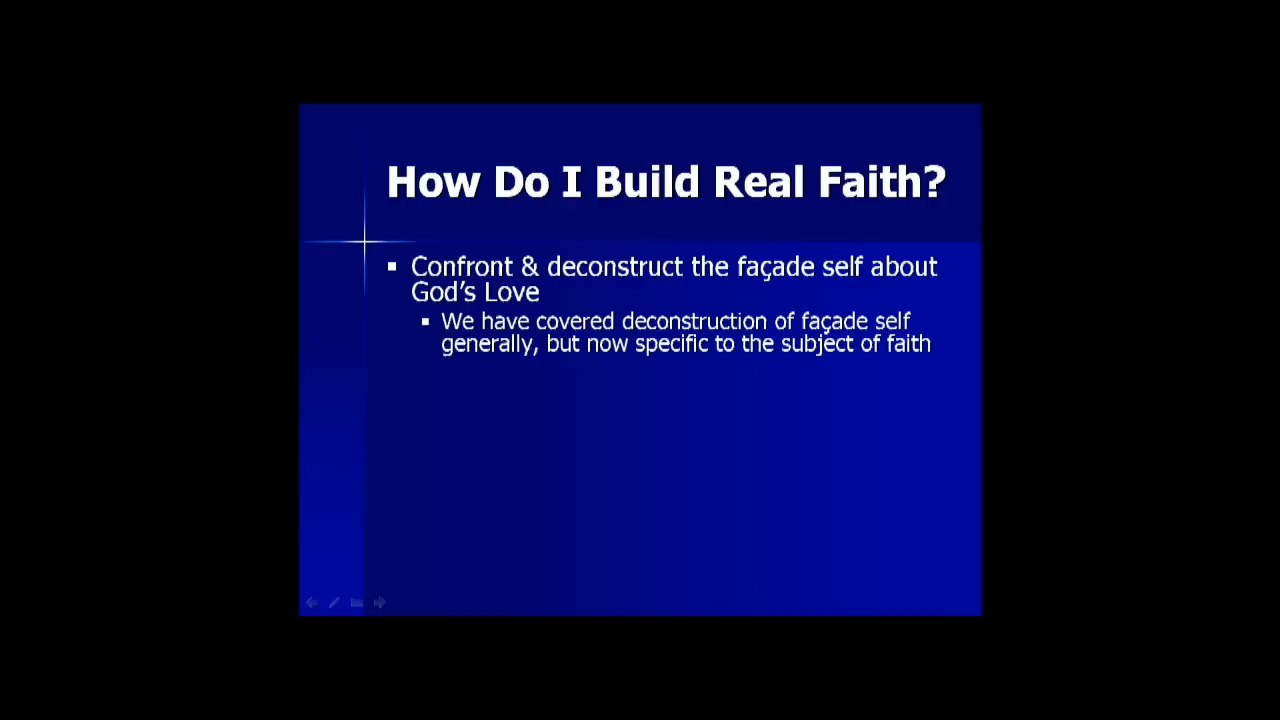 How Do I Build Real Faith?
▪ Confront & deconstruct the façade self about
God's Love
▪ We have covered deconstruction of façade self
generally, but now specific to the subject of faith